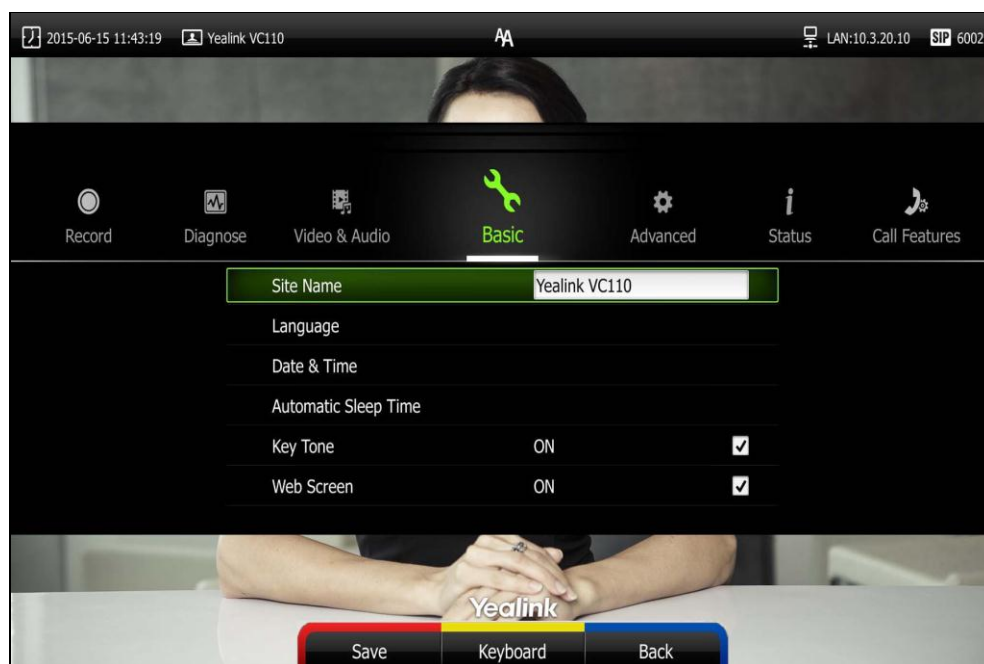 2015-06-15 11:43:19 Yealink VC110 AA LAN:10.3.20.10 SIP 6002
Record Diagnose Video & Audio Basic Advanced Status Call Features
Site Name Yealink VC110
Language
Date & Time
Automatic Sleep Time
Key Tone ON
Web Screen ON
Yealink
Save Keyboard Back